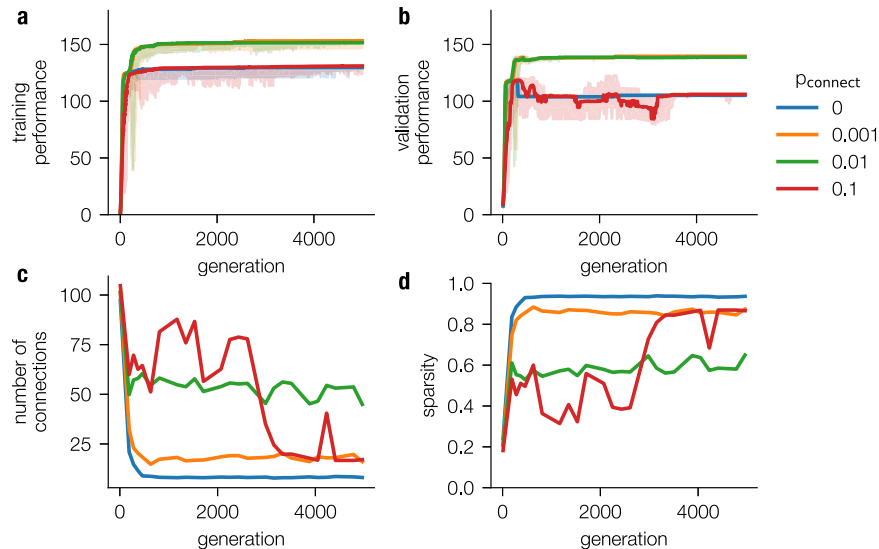 a
150
100
50
0
training
performance
0
2000
4000
generation
b
150
100
50
0
validation
performance
0
2000
4000
generation
pconnect
0
0.001
0.01
0.1
c
100
75
50
25
number of
connections
0
2000
4000
generation
d
1.0
0.8
0.6
0.4
0.2
0.0
sparsity
0
2000
4000
generation